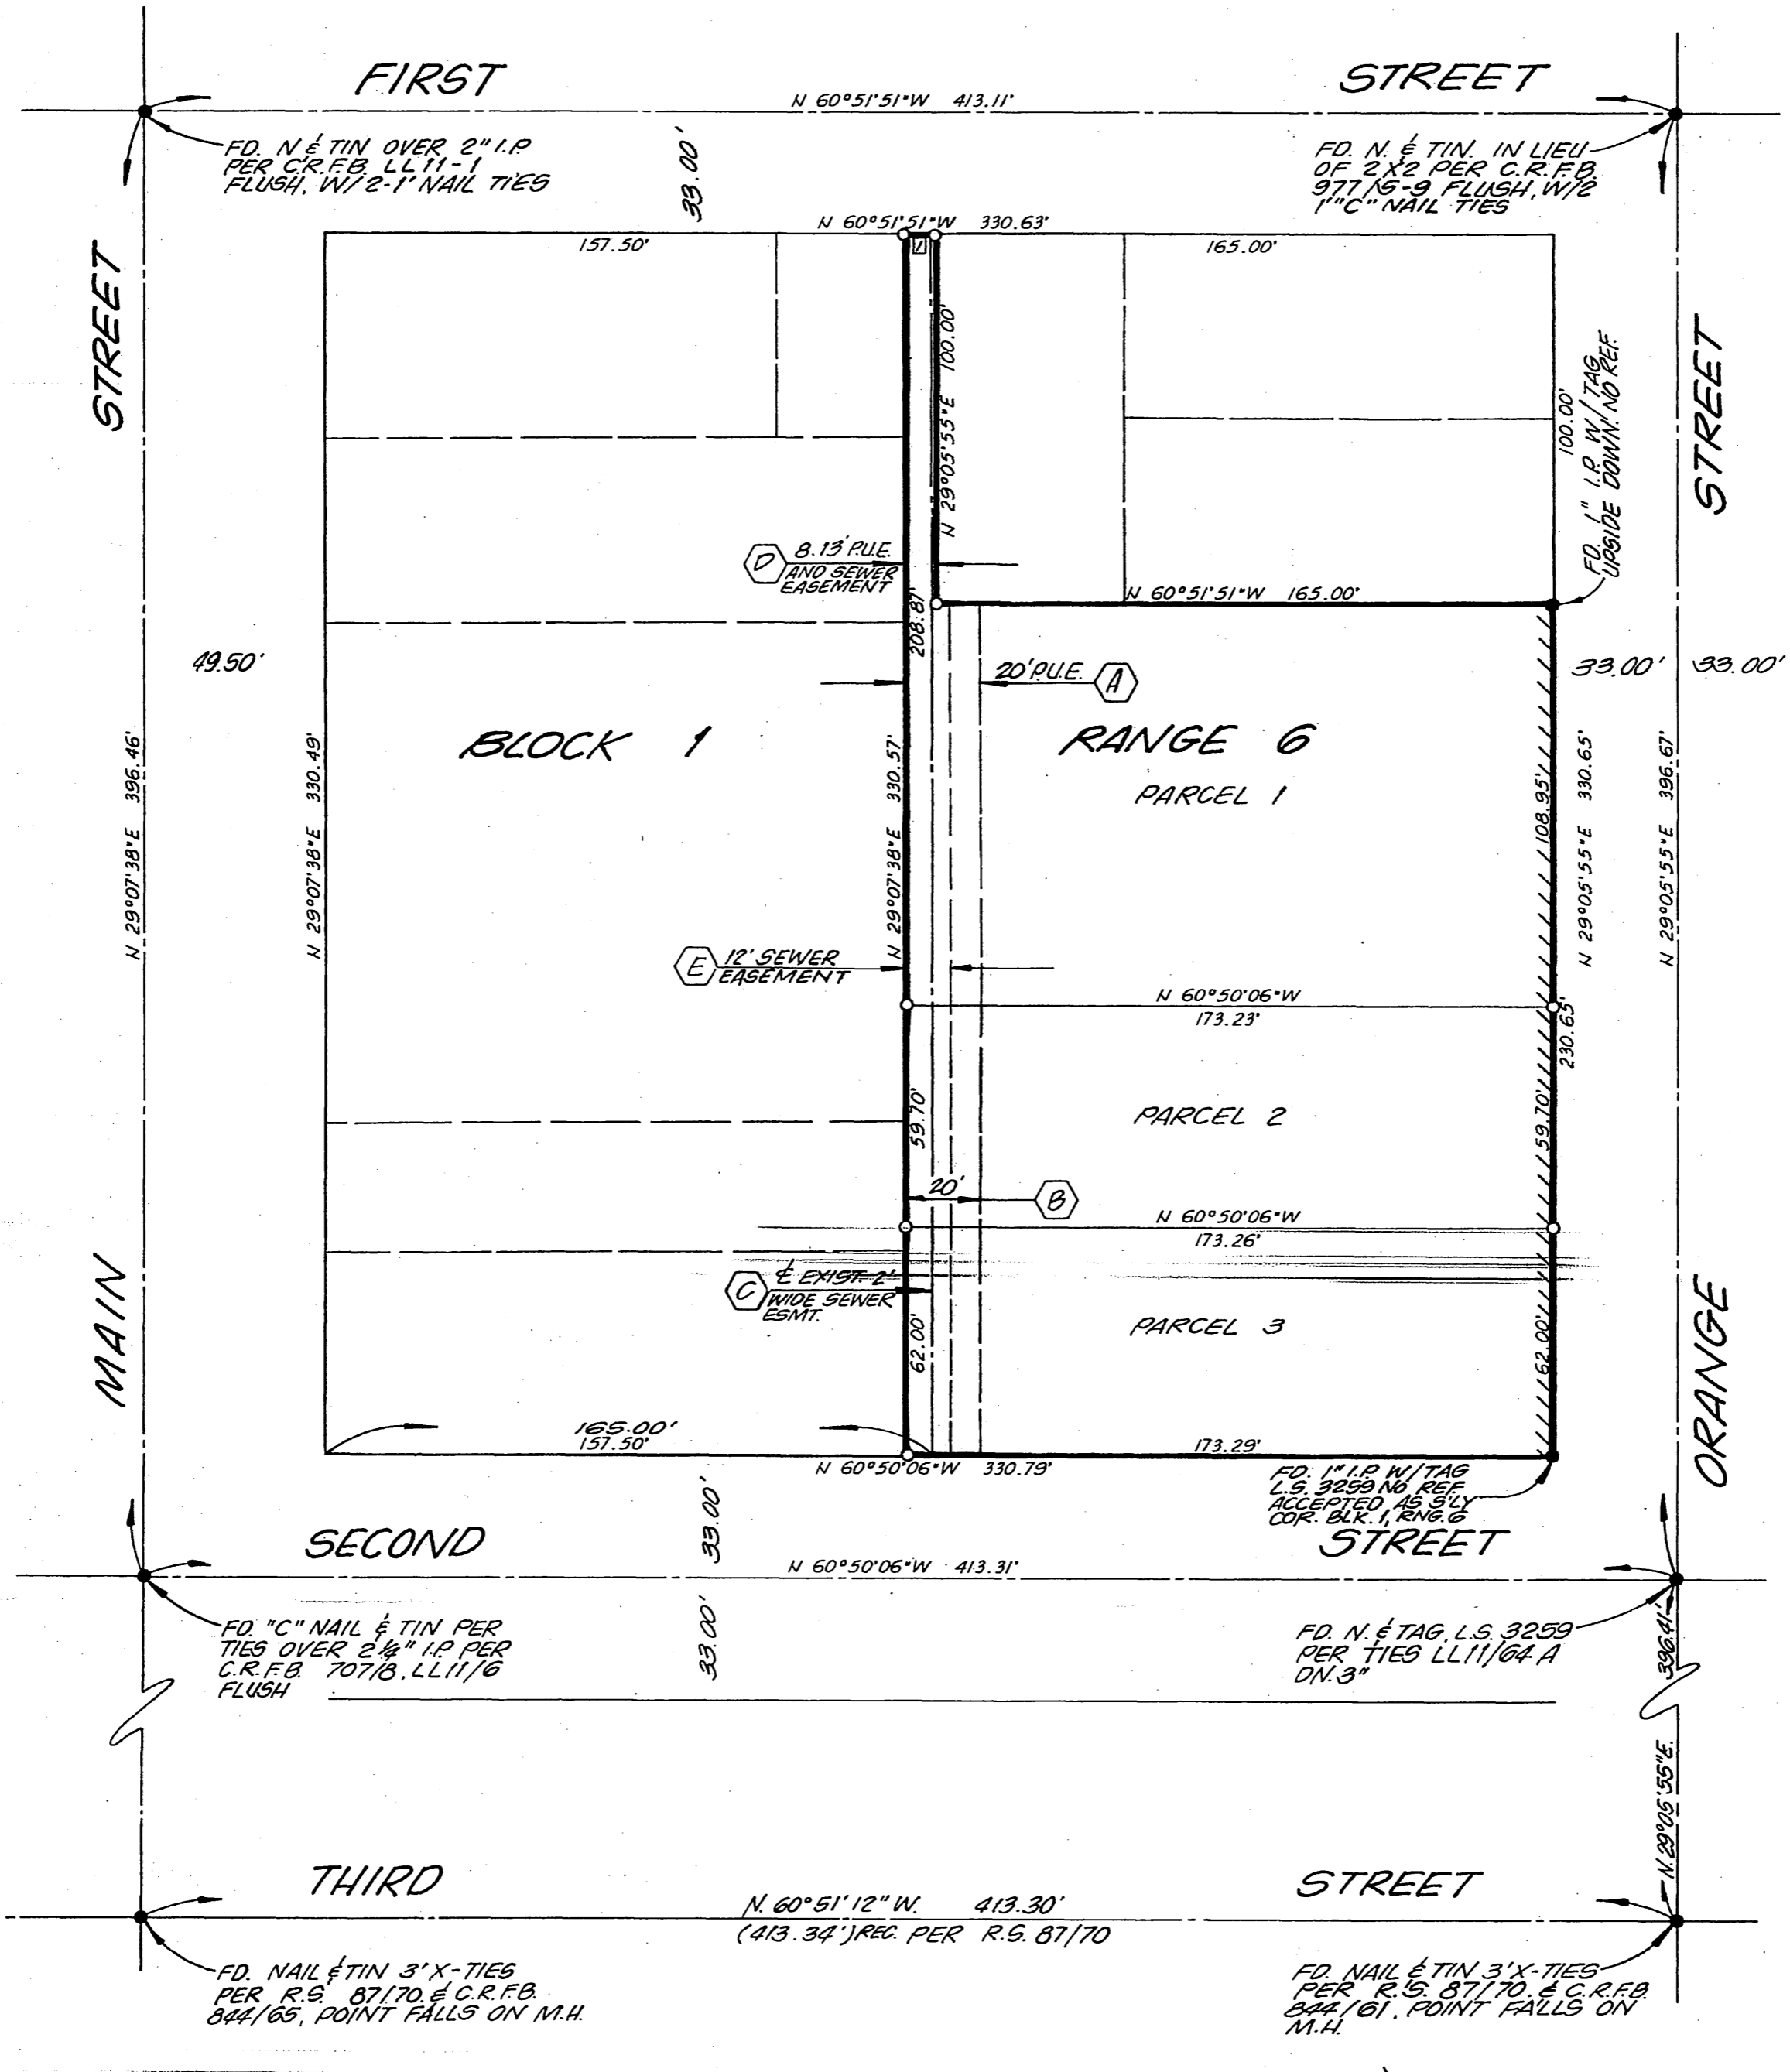 FIRST
STREET
N 60°51'51"W 413.11'
FD. N & TIN OVER 2" I.P.
PER C.R.F.B. LL 11-1
FLUSH, W/2-1" NAIL TIES
33.00'
FD. N. & TIN. IN LIEU
OF 2X2 PER C.R.F.B.
977/5-9 FLUSH, W/2
1" "C" NAIL TIES
N 60°51'51"W 330.63'
157.50'
165.00'
STREET
STREET
N 29°05'55"E 100.00'
100.00'
FD. 1" I.P. W/TAG
UPSIDE DOWN. NO REF.
D
8.13' P.U.E.
AND SEWER
EASEMENT
N 60°51'51"W 165.00'
208.87'
49.50'
20' P.U.E.
A
33.00'
33.00'
BLOCK 1
RANGE 6
PARCEL 1
N 29°07'38"E 396.46'
N 29°07'38"E 330.49'
N 29°07'38"E 330.57'
108.95'
N 29°05'55"E 330.65'
N 29°05'55"E 396.67'
E
12' SEWER
EASEMENT
N 60°50'06"W
173.23'
230.65'
59.70'
PARCEL 2
59.70'
20'
B
N 60°50'06"W
173.26'
C
℄ EXIST. 2'
WIDE SEWER
ESMT.
62.00'
PARCEL 3
62.00'
MAIN
ORANGE
165.00'
157.50'
173.29'
N 60°50'06"W 330.79'
FD. 1" I.P. W/TAG
L.S. 3259 NO REF.
ACCEPTED AS S'LY
COR. BLK. 1, RNG. 6
33.00'
SECOND
STREET
N 60°50'06"W 413.31'
FD. "C" NAIL & TIN PER
TIES OVER 2 1/4" I.P. PER
C.R.F.B. 707/8, LL11/6
FLUSH
33.00'
FD. N. & TAG, L.S. 3259
PER TIES LL11/64 A
DN. 3"
396.41'
N. 29°05'55"E.
THIRD
STREET
N. 60°51'12" W. 413.30'
(413.34') REC. PER R.S. 87/70
FD. NAIL & TIN 3' X-TIES
PER R.S. 87/70. & C.R.F.B.
844/65, POINT FALLS ON M.H.
FD. NAIL & TIN 3' X-TIES
PER R.S. 87/70. & C.R.F.B.
844/61, POINT FALLS ON
M.H.